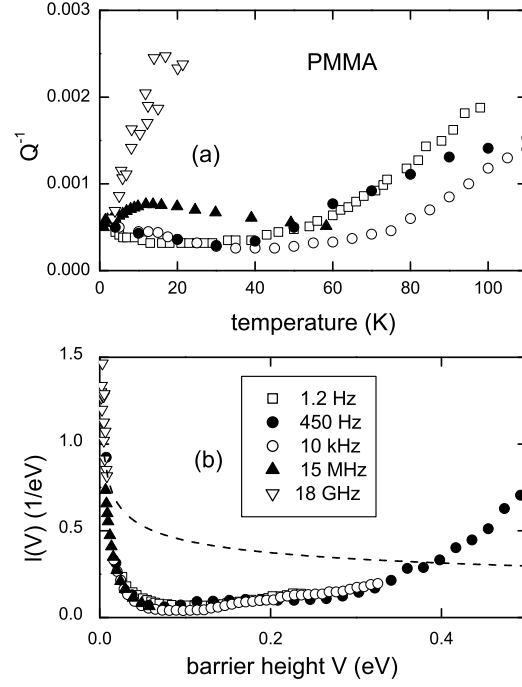 0.003
0.002
0.001
0.000
Q⁻¹
PMMA
(a)
0 20 40 60 80 100
temperature (K)
1.5
1.0
0.5
0.0
I(V) (1/eV)
(b)
1.2 Hz
450 Hz
10 kHz
15 MHz
18 GHz
0.0 0.2 0.4
barrier height V (eV)